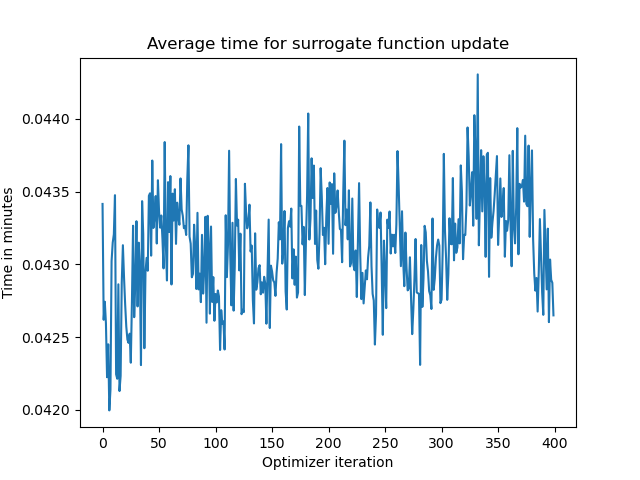 Average time for surrogate function update
Time in minutes
0.0440
0.0435
0.0430
0.0425
0.0420
0 50 100 150 200 250 300 350 400
Optimizer iteration